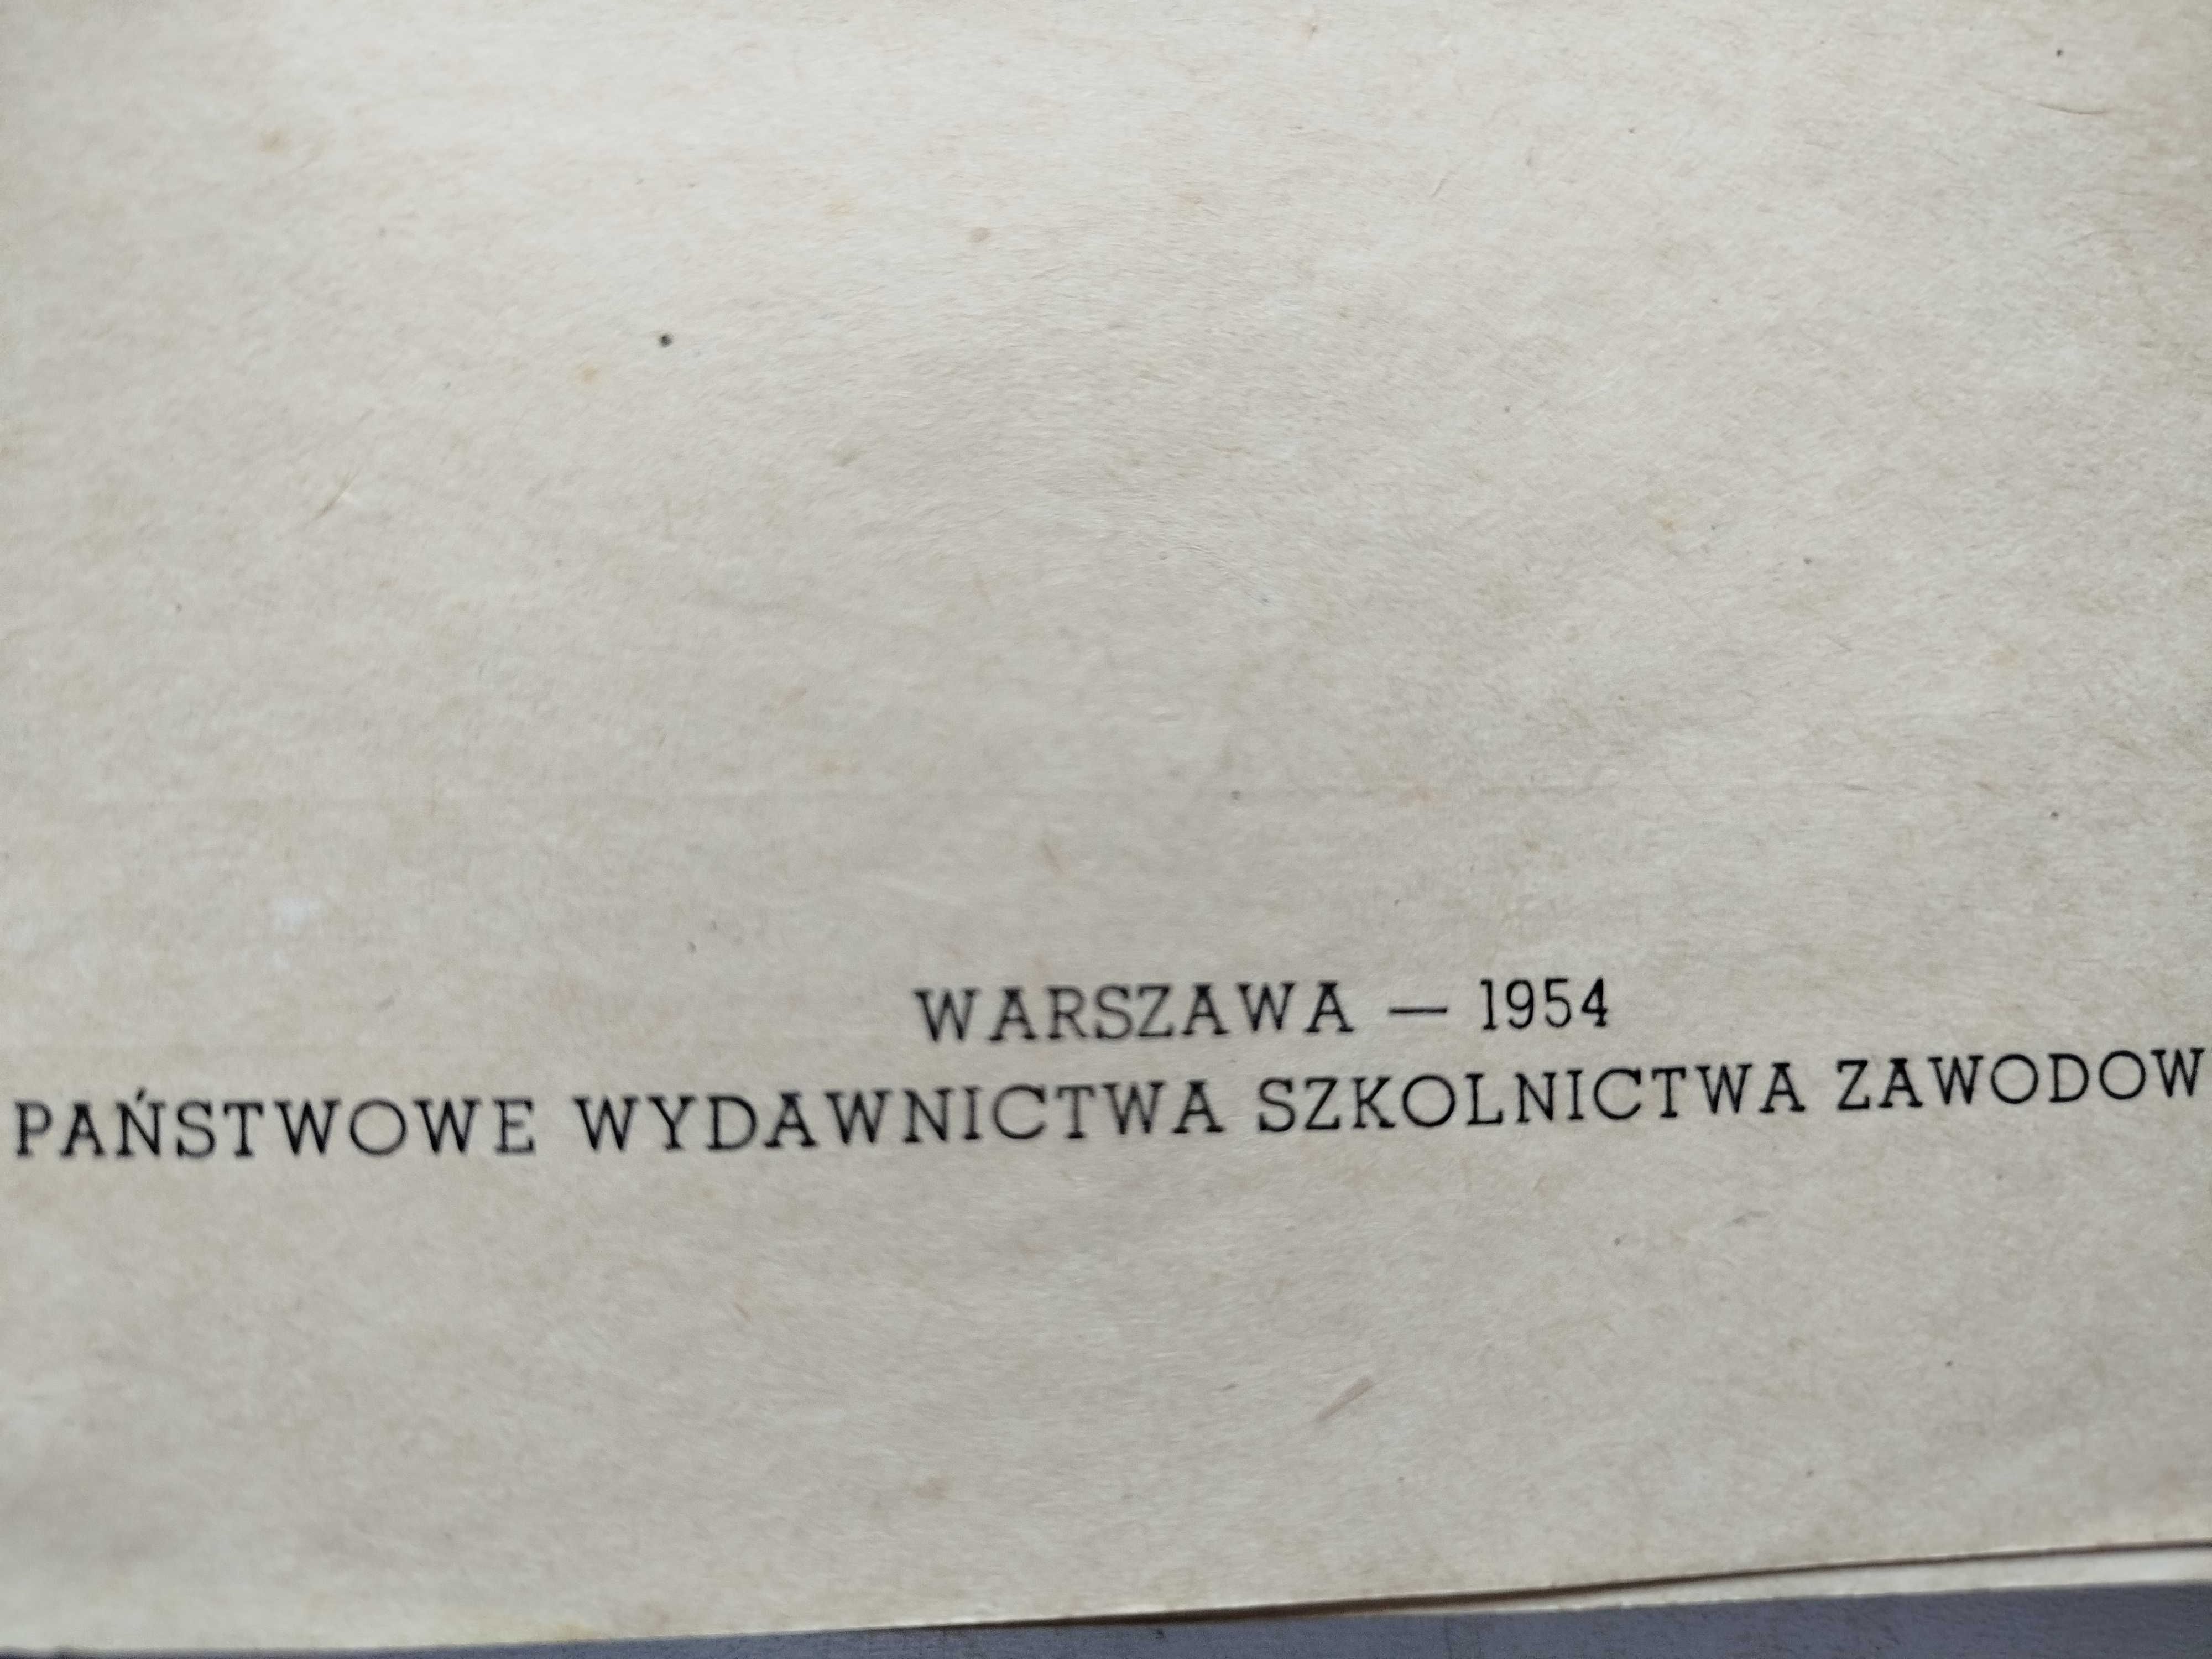 WARSZAWA — 1954
PAŃSTWOWE WYDAWNICTWA SZKOLNICTWA ZAWODOW